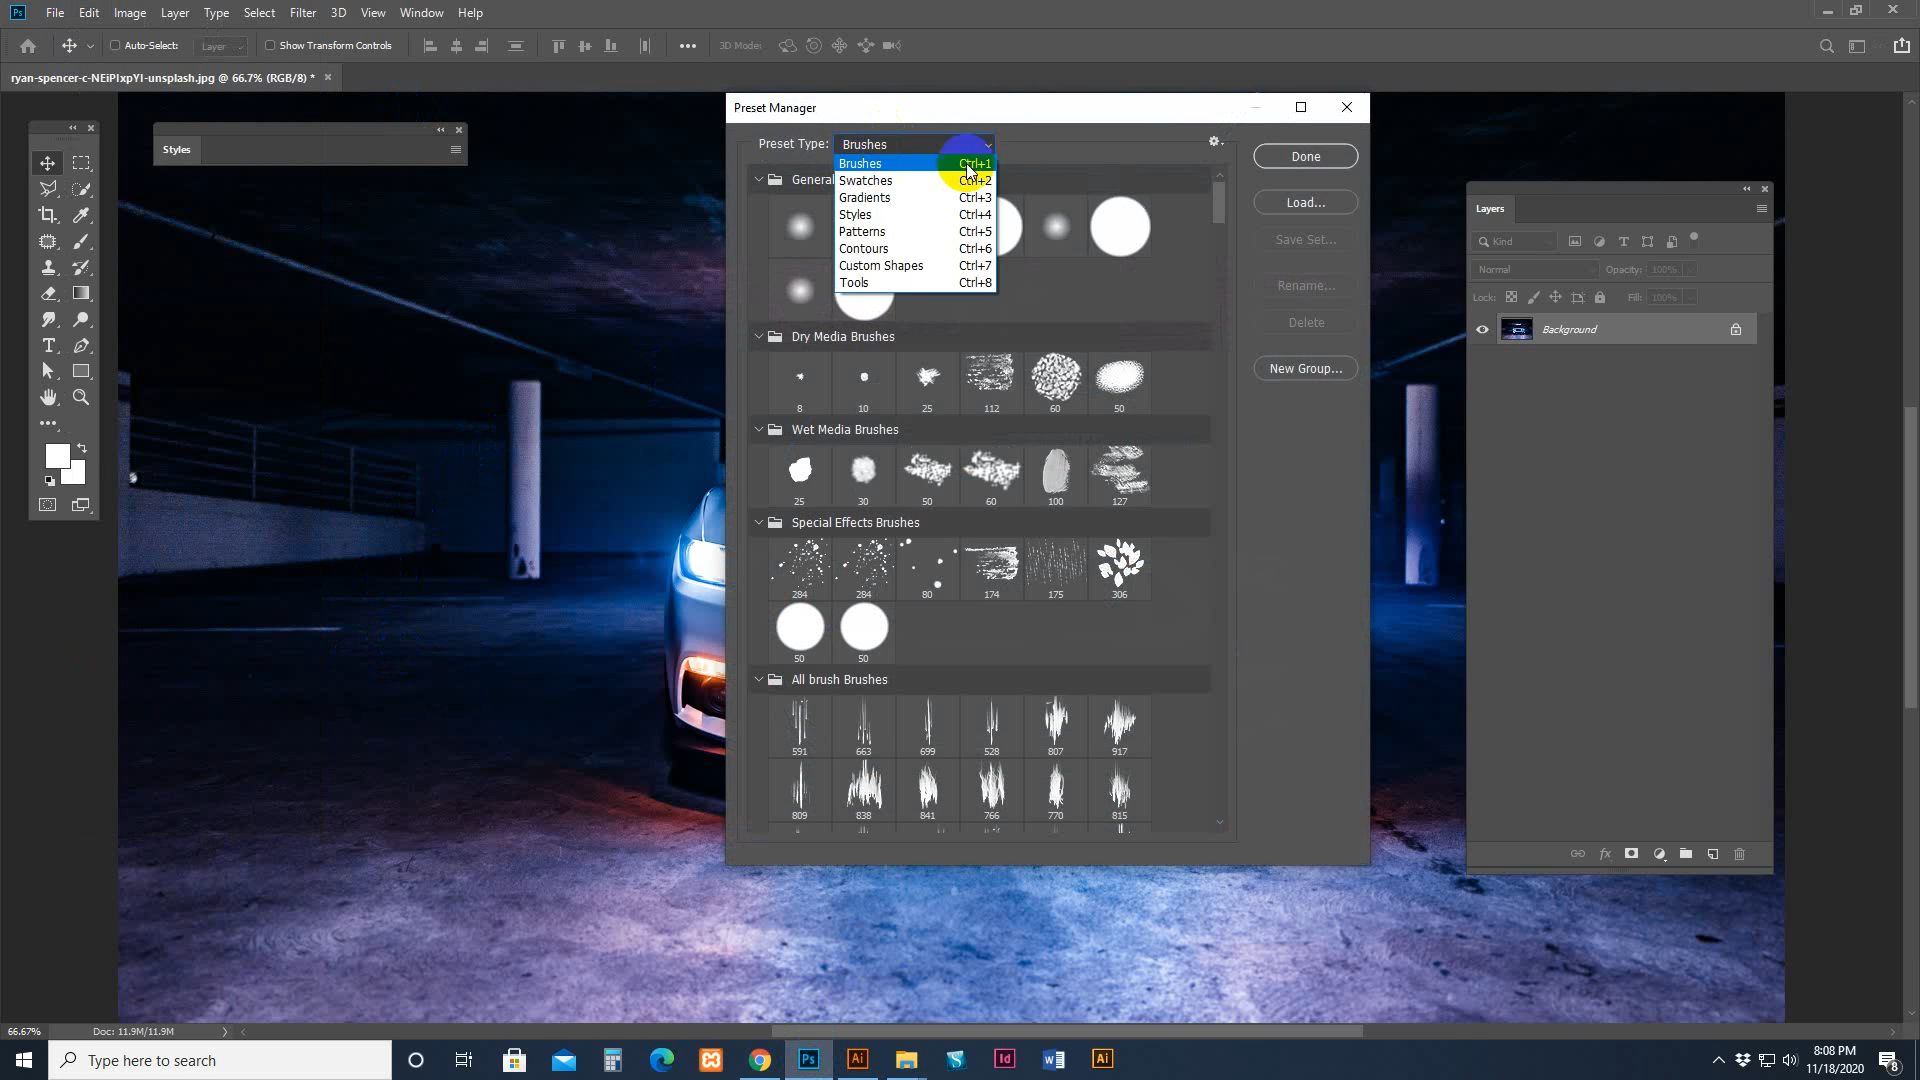 Ps File Edit Image Layer Type Select Filter 3D View Window Help
Auto-Select: Layer Show Transform Controls 3D Mode:
ryan-spencer-c-NEiPIxpYI-unsplash.jpg @ 66.7% (RGB/8) *
Preset Manager
Preset Type: Brushes
Brushes Ctrl+1
Swatches Ctrl+2
Gradients Ctrl+3
Styles Ctrl+4
Patterns Ctrl+5
Contours Ctrl+6
Custom Shapes Ctrl+7
Tools Ctrl+8
Done
Load...
Save Set...
Rename...
Delete
New Group...
General
Dry Media Brushes
8 10 25 112 60 50
Wet Media Brushes
25 30 50 60 100 127
Special Effects Brushes
284 284 80 174 175 306
50 50
All brush Brushes
591 663 699 528 807 917
809 838 841 766 770 815
Styles
Layers
Kind
Normal Opacity: 100%
Lock: Fill: 100%
Background
fx
66.67% Doc: 11.9M/11.9M
Type here to search
Ps Ai Id W Ai
8:08 PM
11/18/2020
8